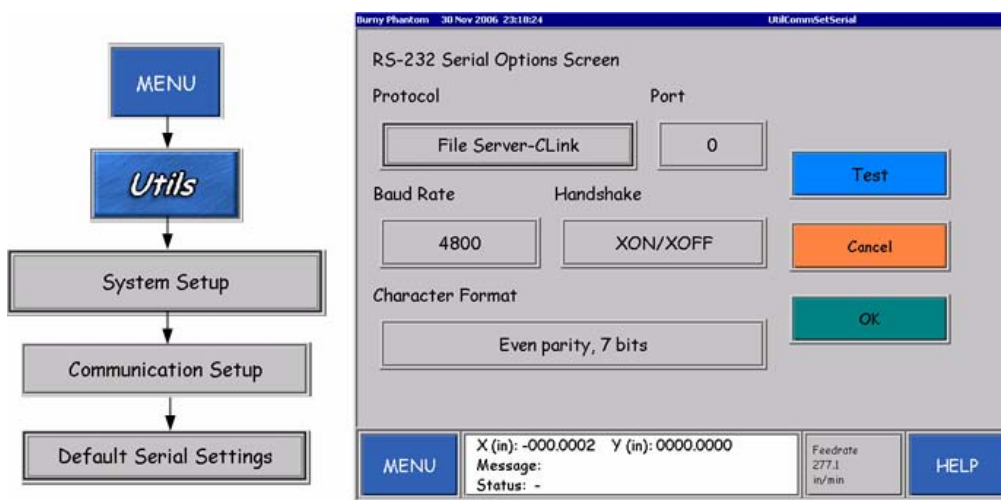 MENU
Utils
System Setup
Communication Setup
Default Serial Settings
Burny Phantom 30 Nov 2006 23:18:24 UtilCommSetSerial
RS-232 Serial Options Screen
Protocol Port
File Server-CLink 0
Test
Baud Rate Handshake
4800 XON/XOFF
Cancel
Character Format
OK
Even parity, 7 bits
MENU
X (in): -000.0002 Y (in): 0000.0000
Message:
Status: -
Feedrate
277.1
in/min
HELP